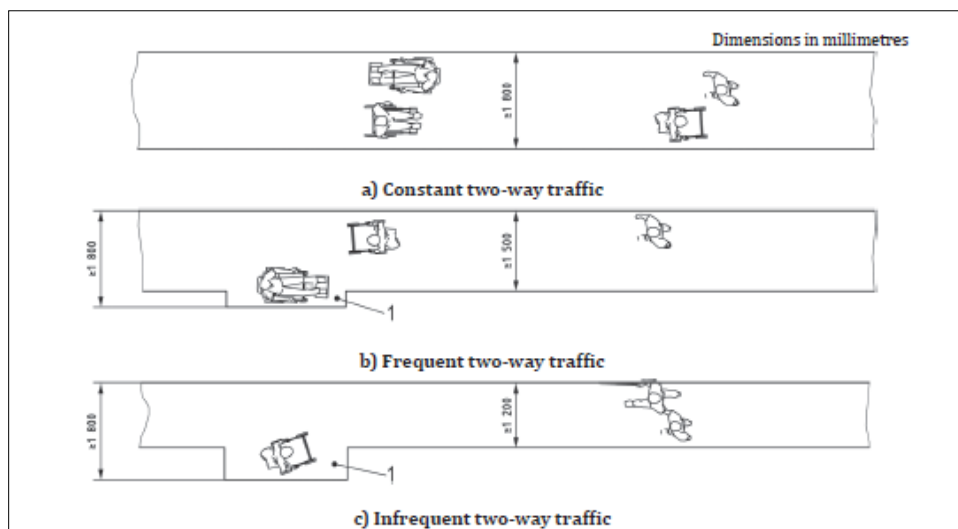 Dimensions in millimetres
≥1 800
a) Constant two-way traffic
≥1 800
≥1 500
1
b) Frequent two-way traffic
≥1 800
≥1 200
1
c) Infrequent two-way traffic